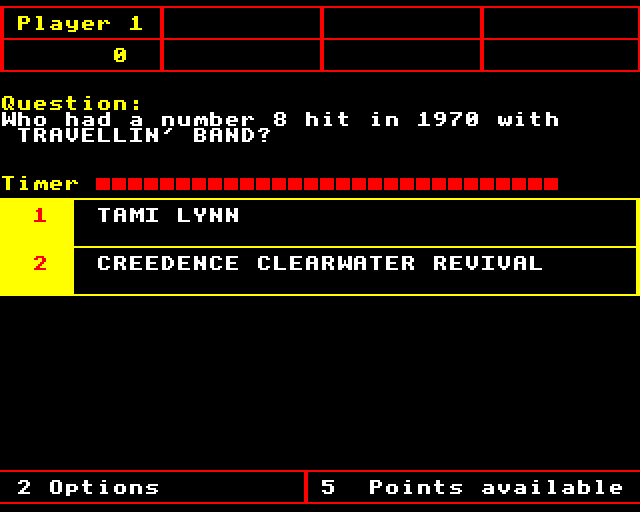 Player 1
0
Question:
Who had a number 8 hit in 1970 with
TRAVELLIN' BAND?
Timer
1 TAMI LYNN
2 CREEDENCE CLEARWATER REVIVAL
2 Options 5 Points available